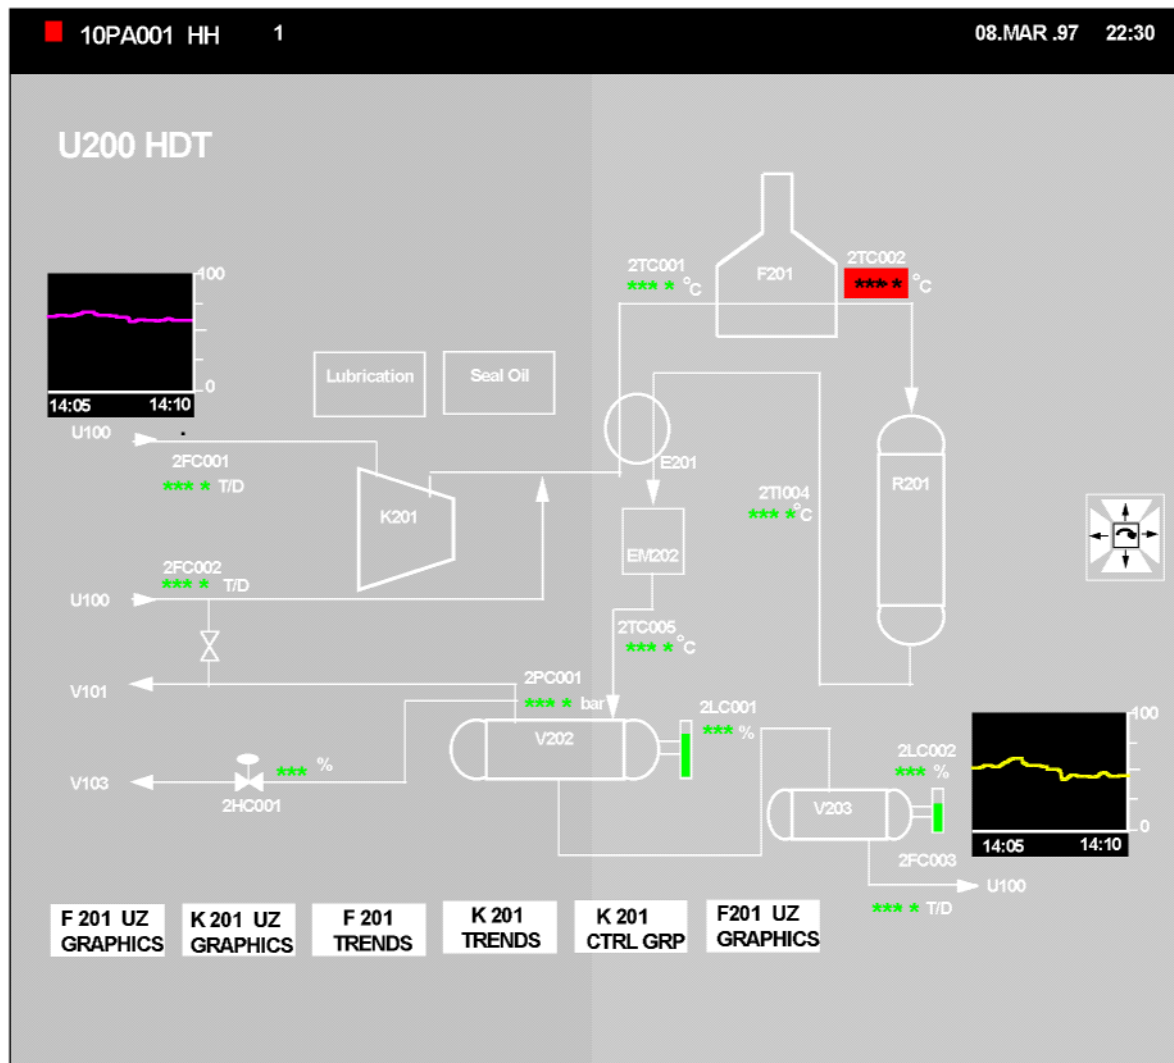 10PA001 HH 1 08.MAR .97 22:30
U200 HDT
2TC001
*** * °C
F201
2TC002
*** * °C
400
0
14:05 14:10
Lubrication
Seal Oil
U100
2FC001
*** * T/D
K201
E201
2TI004
*** * °C
R201
EM202
2FC002
*** * T/D
U100
2TC005
*** * °C
V101
2PC001
*** * bar
2LC001
*** %
V202
V103
*** %
2HC001
2LC002
*** %
V203
2FC003
*** * T/D
U100
100
0
14:05 14:10
F 201 UZ
GRAPHICS
K 201 UZ
GRAPHICS
F 201
TRENDS
K 201
TRENDS
K 201
CTRL GRP
F201 UZ
GRAPHICS